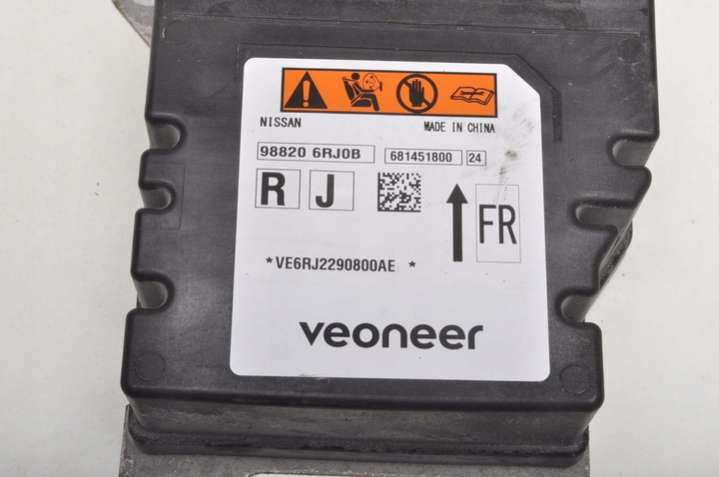 NISSAN MADE IN CHINA
98820 6RJ0B 681451800 24
R J FR
*VE6RJ2290800AE *
veoneer